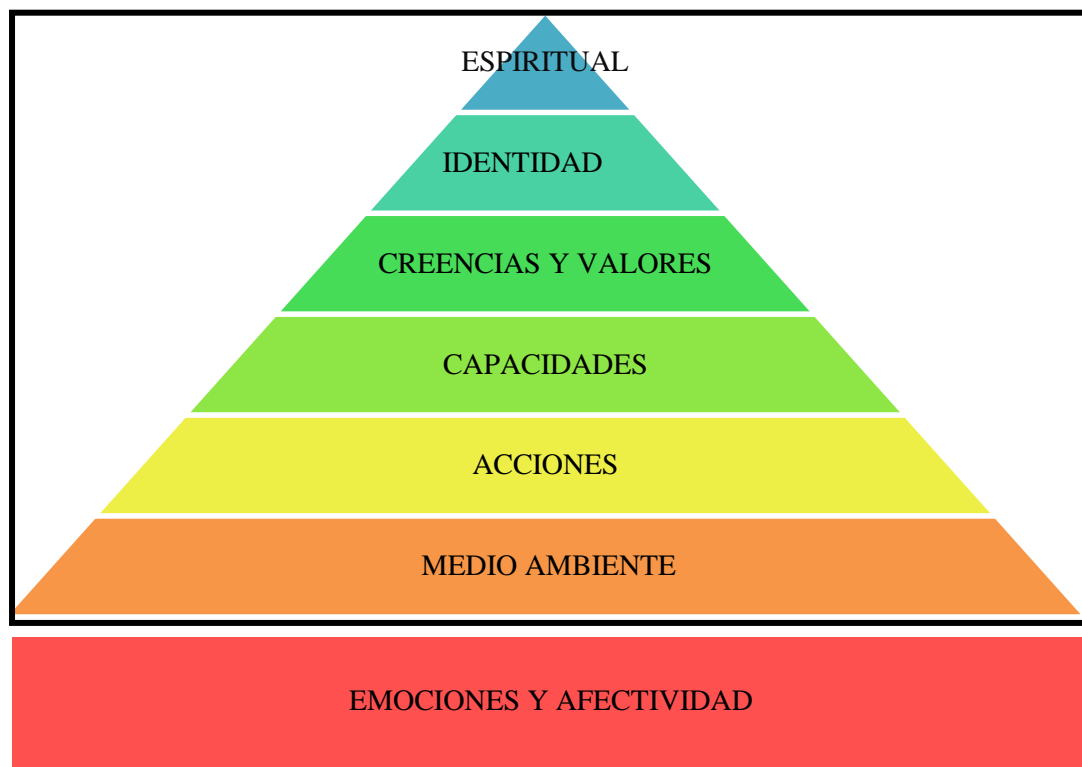 ESPIRITUAL
IDENTIDAD
CREENCIAS Y VALORES
CAPACIDADES
ACCIONES
MEDIO AMBIENTE
EMOCIONES Y AFECTIVIDAD